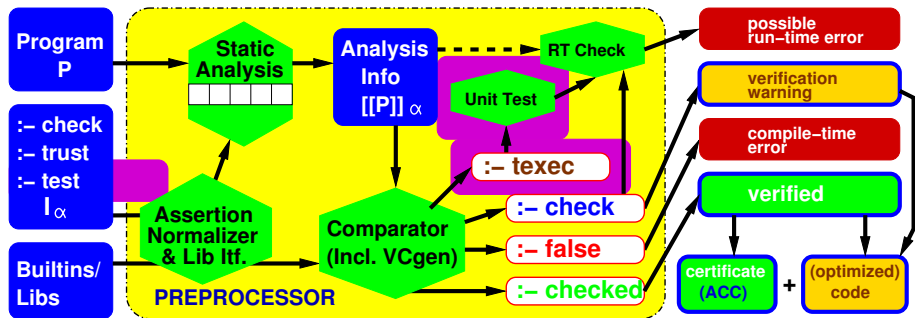 Program
P
:– check
:– trust
:– test
I α
Builtins/
Libs
Static
Analysis
Assertion
Normalizer
& Lib Itf.
PREPROCESSOR
Analysis
Info
[[P]] α
Comparator
(Incl. VCgen)
RT Check
Unit Test
:– texec
:– check
:– false
:– checked
possible
run–time error
verification
warning
compile–time
error
verified
certificate
(ACC)
+
(optimized)
code